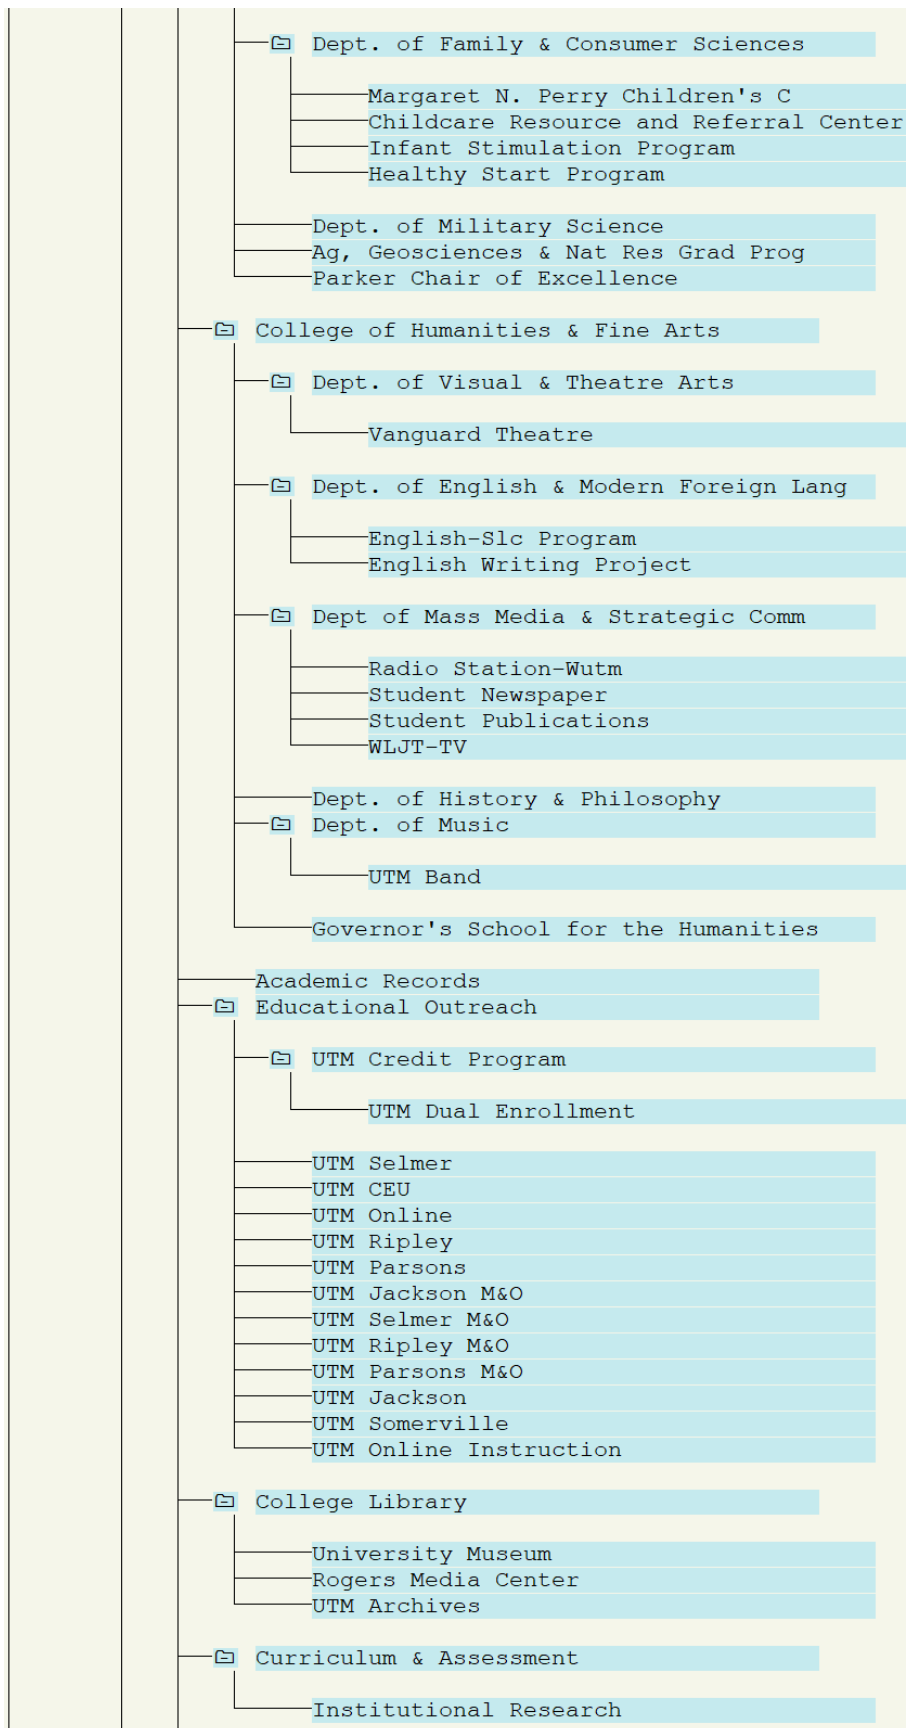 Dept. of Family & Consumer Sciences
Margaret N. Perry Children's C
Childcare Resource and Referral Center
Infant Stimulation Program
Healthy Start Program
Dept. of Military Science
Ag, Geosciences & Nat Res Grad Prog
Parker Chair of Excellence
College of Humanities & Fine Arts
Dept. of Visual & Theatre Arts
Vanguard Theatre
Dept. of English & Modern Foreign Lang
English-Slc Program
English Writing Project
Dept of Mass Media & Strategic Comm
Radio Station-Wutm
Student Newspaper
Student Publications
WLJT-TV
Dept. of History & Philosophy
Dept. of Music
UTM Band
Governor's School for the Humanities
Academic Records
Educational Outreach
UTM Credit Program
UTM Dual Enrollment
UTM Selmer
UTM CEU
UTM Online
UTM Ripley
UTM Parsons
UTM Jackson M&O
UTM Selmer M&O
UTM Ripley M&O
UTM Parsons M&O
UTM Jackson
UTM Somerville
UTM Online Instruction
College Library
University Museum
Rogers Media Center
UTM Archives
Curriculum & Assessment
Institutional Research